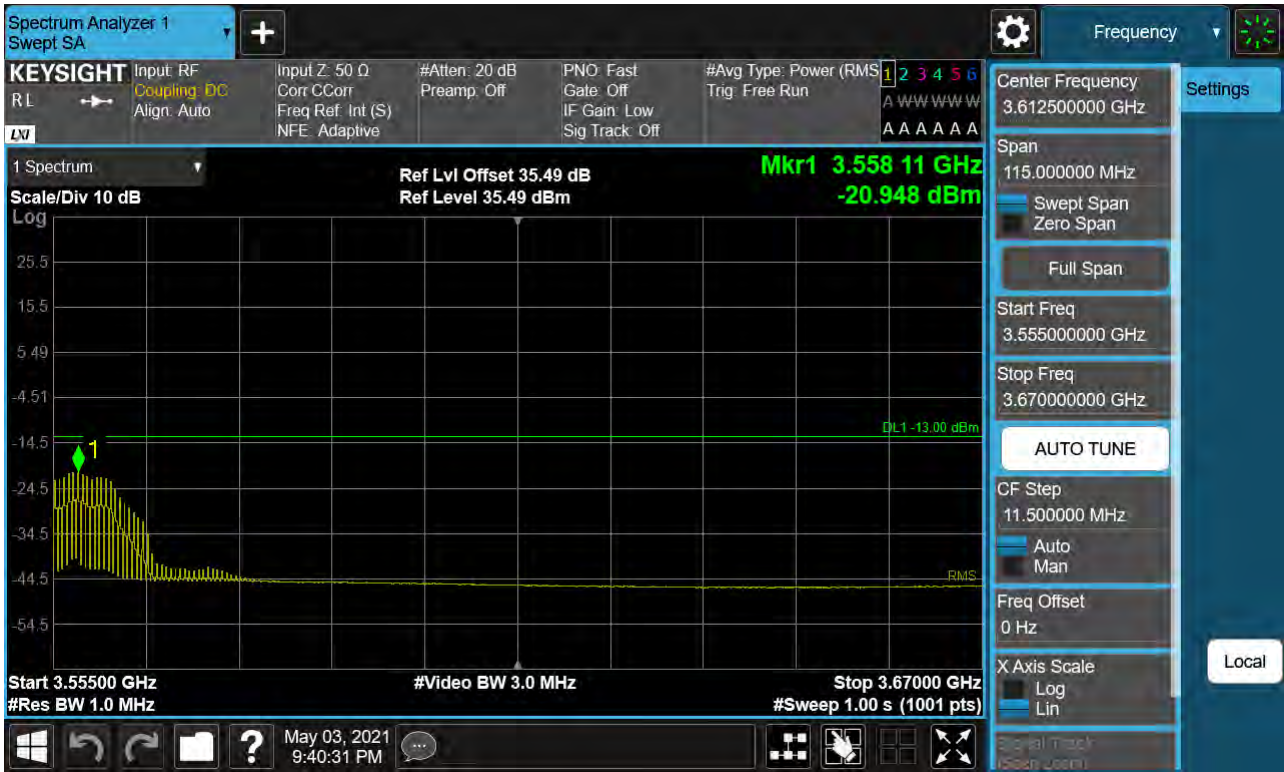 Spectrum Analyzer 1
Swept SA
Frequency
KEYSIGHT
RL
LXI
Input: RF
Coupling: DC
Align: Auto
Input Z: 50 Ω
Corr CCorr
Freq Ref: Int (S)
NFE: Adaptive
#Atten: 20 dB
Preamp: Off
PNO: Fast
Gate: Off
IF Gain: Low
Sig Track: Off
#Avg Type: Power (RMS
Trig: Free Run
1 2 3 4 5 6
A W W W W W
A A A A A A
1 Spectrum
Scale/Div 10 dB
Log
Ref Lvl Offset 35.49 dB
Ref Level 35.49 dBm
Mkr1 3.558 11 GHz
-20.948 dBm
25.5
15.5
5.49
-4.51
-14.5
-24.5
-34.5
-44.5
-54.5
DL1 -13.00 dBm
1
RMS
Start 3.55500 GHz
#Res BW 1.0 MHz
#Video BW 3.0 MHz
Stop 3.67000 GHz
#Sweep 1.00 s (1001 pts)
Center Frequency
3.612500000 GHz
Settings
Span
115.000000 MHz
Swept Span
Zero Span
Full Span
Start Freq
3.555000000 GHz
Stop Freq
3.670000000 GHz
AUTO TUNE
CF Step
11.500000 MHz
Auto
Man
Freq Offset
0 Hz
X Axis Scale
Log
Lin
Signal Track
(Span Zoom)
Local
?
May 03, 2021
9:40:31 PM